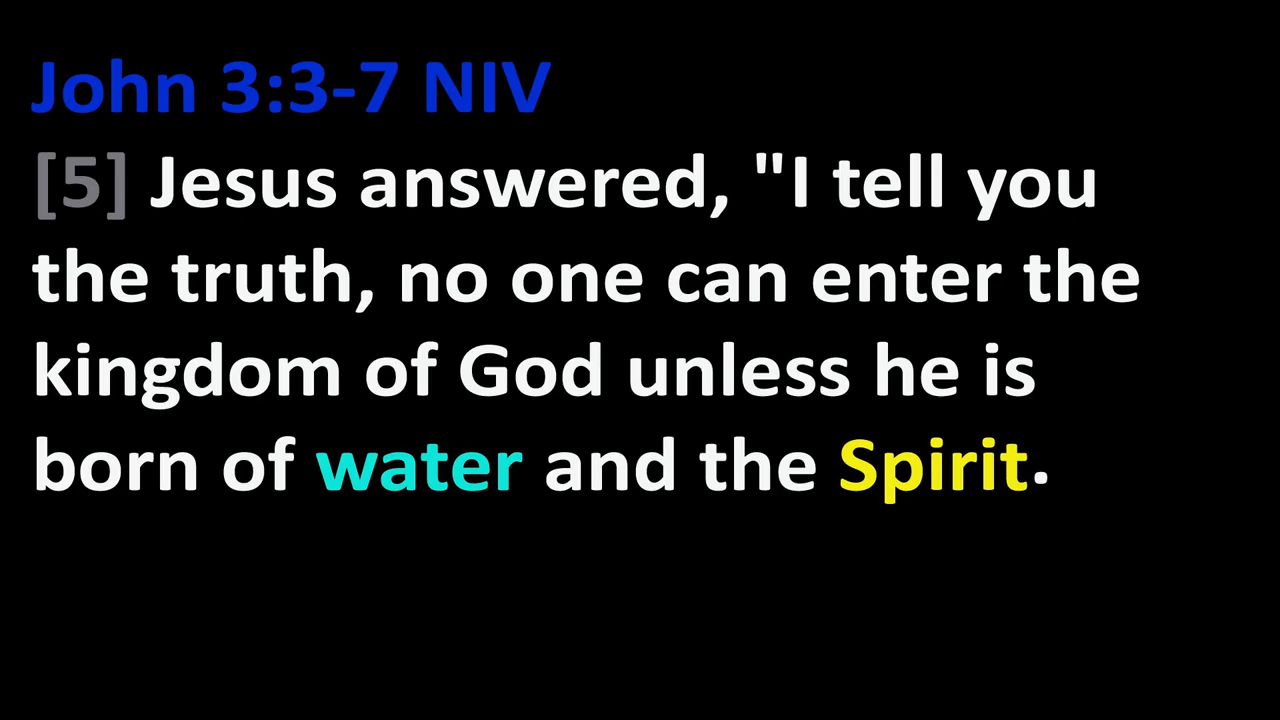 John 3:3-7 NIV
[5] Jesus answered, "I tell you
the truth, no one can enter the
kingdom of God unless he is
born of water and the Spirit.